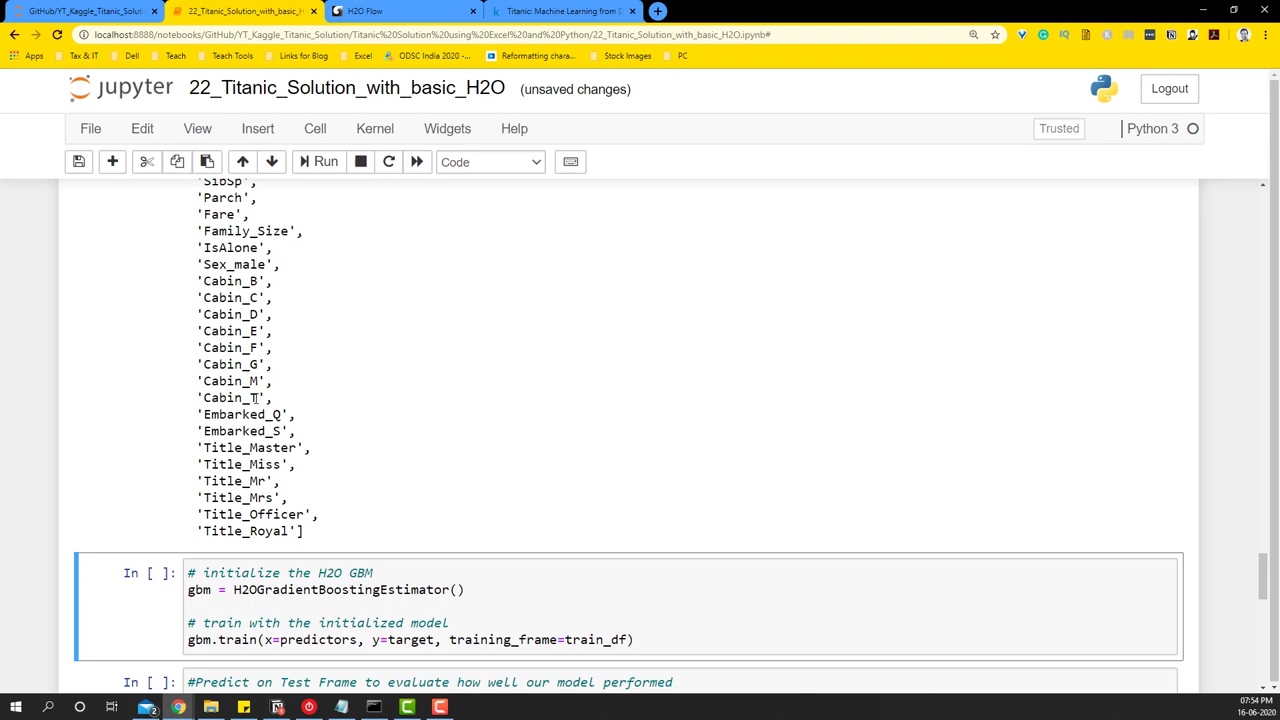 GitHub/YT_Kaggle_Titanic_Solutio
22_Titanic_Solution_with_basic_H
H2O Flow
Titanic: Machine Learning from D
localhost:8888/notebooks/GitHub/YT_Kaggle_Titanic_Solution/Titanic%20Solution%20using%20Excel%20and%20Python/22_Titanic_Solution_with_basic_H2O.ipynb#
Apps
Tax & IT
Dell
Teach
Teach Tools
Links for Blog
Excel
ODSC India 2020 -...
Reformatting chara...
Stock Images
PC
jupyter 22_Titanic_Solution_with_basic_H2O (unsaved changes)
Logout
File Edit View Insert Cell Kernel Widgets Help
Trusted
Python 3
Run
Code
'SibSp',
'Parch',
'Fare',
'Family_Size',
'IsAlone',
'Sex_male',
'Cabin_B',
'Cabin_C',
'Cabin_D',
'Cabin_E',
'Cabin_F',
'Cabin_G',
'Cabin_M',
'Cabin_T',
'Embarked_Q',
'Embarked_S',
'Title_Master',
'Title_Miss',
'Title_Mr',
'Title_Mrs',
'Title_Officer',
'Title_Royal']
In [ ]: # initialize the H2O GBM
gbm = H2OGradientBoostingEstimator()
# train with the initialized model
gbm.train(x=predictors, y=target, training_frame=train_df)
In [ ]: #Predict on Test Frame to evaluate how well our model performed
07:54 PM
16-06-2020